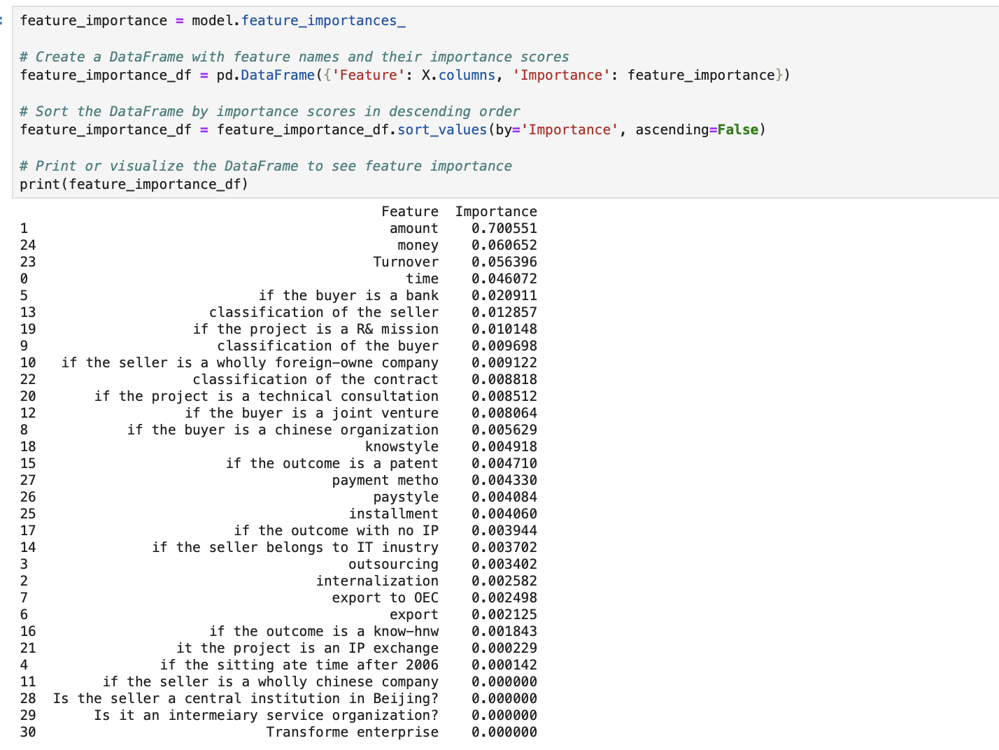 feature_importance = model.feature_importances_
# Create a DataFrame with feature names and their importance scores
feature_importance_df = pd.DataFrame({'Feature': X.columns, 'Importance': feature_importance})
# Sort the DataFrame by importance scores in descending order
feature_importance_df = feature_importance_df.sort_values(by='Importance', ascending=False)
# Print or visualize the DataFrame to see feature importance
print(feature_importance_df)
Feature Importance
1 amount 0.700551
24 money 0.060652
23 Turnover 0.056396
0 time 0.046072
5 if the buyer is a bank 0.020911
13 classification of the seller 0.012857
19 if the project is a R& mission 0.010148
9 classification of the buyer 0.009698
10 if the seller is a wholly foreign-owne company 0.009122
22 classification of the contract 0.008818
20 if the project is a technical consultation 0.008512
12 if the buyer is a joint venture 0.008064
8 if the buyer is a chinese organization 0.005629
18 knowstyle 0.004918
15 if the outcome is a patent 0.004710
27 payment metho 0.004330
26 paystyle 0.004084
25 installment 0.004060
17 if the outcome with no IP 0.003944
14 if the seller belongs to IT inustry 0.003702
3 outsourcing 0.003402
2 internalization 0.002582
7 export to OEC 0.002498
6 export 0.002125
16 if the outcome is a know-hnw 0.001843
21 it the project is an IP exchange 0.000229
4 if the sitting ate time after 2006 0.000142
11 if the seller is a wholly chinese company 0.000000
28 Is the seller a central institution in Beijing? 0.000000
29 Is it an intermeiary service organization? 0.000000
30 Transforme enterprise 0.000000